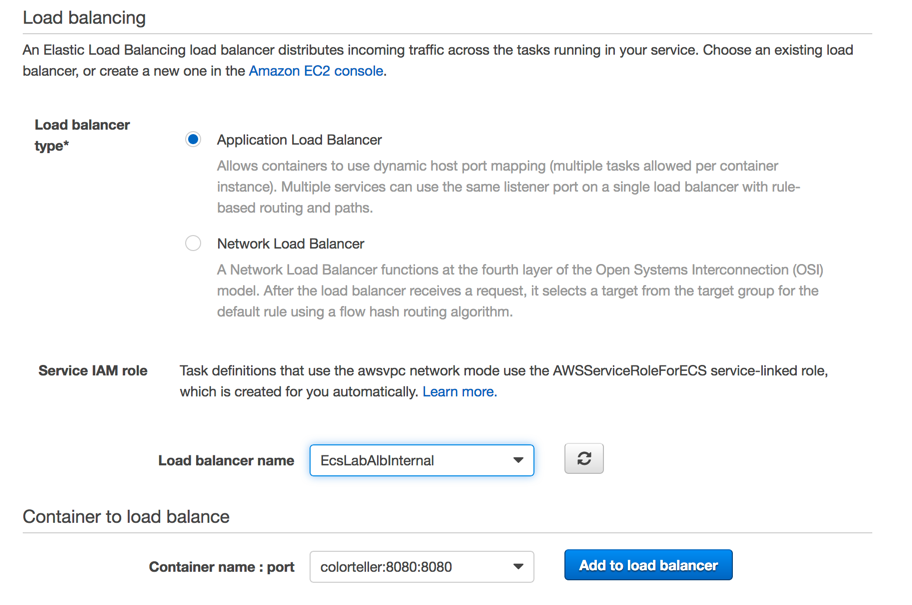 Load balancing
An Elastic Load Balancing load balancer distributes incoming traffic across the tasks running in your service. Choose an existing load
balancer, or create a new one in the Amazon EC2 console.
Load balancer
type*
Application Load Balancer
Allows containers to use dynamic host port mapping (multiple tasks allowed per container
instance). Multiple services can use the same listener port on a single load balancer with rule-
based routing and paths.
Network Load Balancer
A Network Load Balancer functions at the fourth layer of the Open Systems Interconnection (OSI)
model. After the load balancer receives a request, it selects a target from the target group for the
default rule using a flow hash routing algorithm.
Service IAM role
Task definitions that use the awsvpc network mode use the AWSServiceRoleForECS service-linked role,
which is created for you automatically. Learn more.
Load balancer name
EcsLabAlbInternal
Container to load balance
Container name : port
colorteller:8080:8080
Add to load balancer